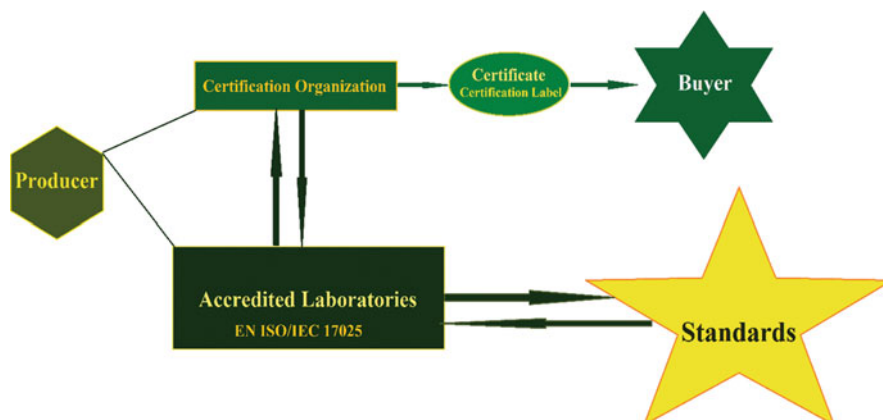 Certification Organization
Certificate
Certification Label
Buyer
Producer
Accredited Laboratories
EN ISO/IEC 17025
Standards